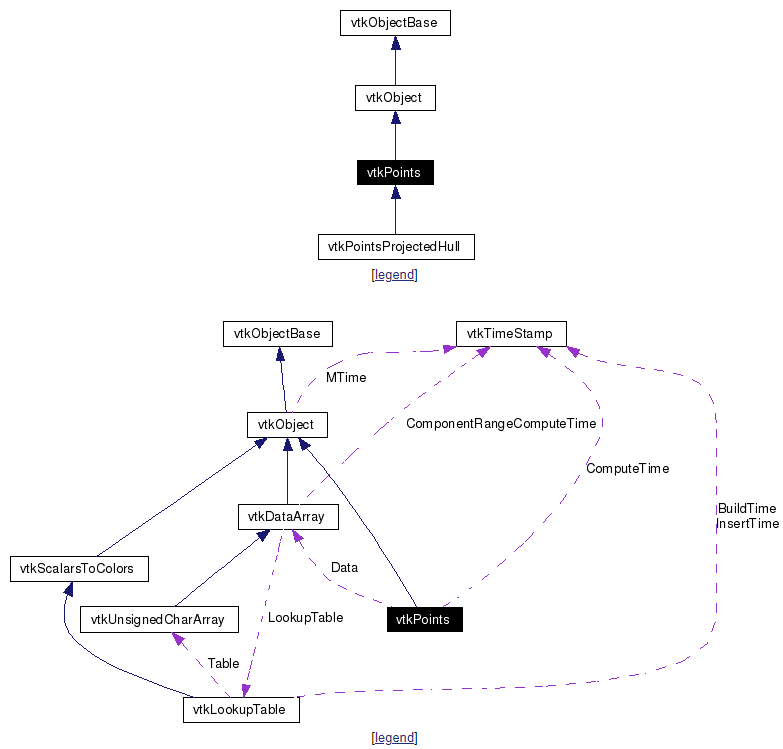 vtkObjectBase
vtkObject
vtkPoints
vtkPointsProjectedHull
[legend]
vtkObjectBase
vtkTimeStamp
MTime
vtkObject
ComponentRangeComputeTime
ComputeTime
BuildTime
InsertTime
vtkDataArray
vtkScalarsToColors
Data
vtkUnsignedCharArray
LookupTable
vtkPoints
Table
vtkLookupTable
[legend]